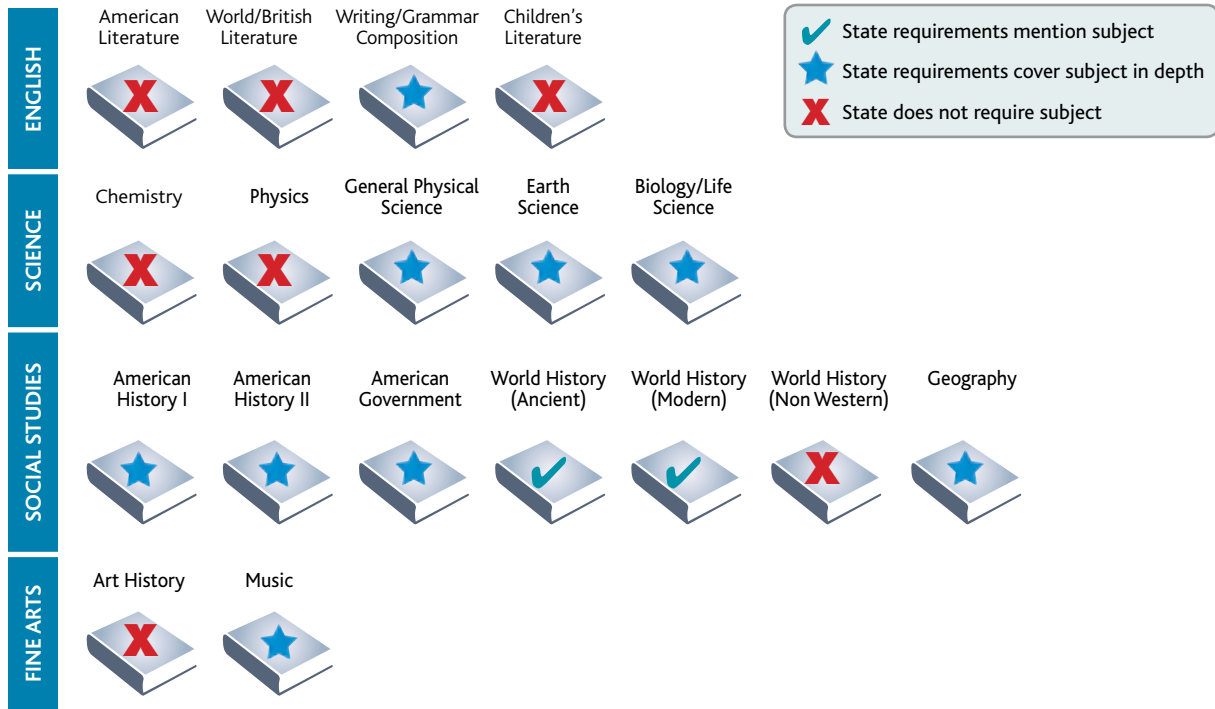 ENGLISH
American
Literature
World/British
Literature
Writing/Grammar
Composition
Children's
Literature
State requirements mention subject
State requirements cover subject in depth
State does not require subject
SCIENCE
Chemistry
Physics
General Physical
Science
Earth
Science
Biology/Life
Science
SOCIAL STUDIES
American
History I
American
History II
American
Government
World History
(Ancient)
World History
(Modern)
World History
(Non Western)
Geography
FINE ARTS
Art History
Music